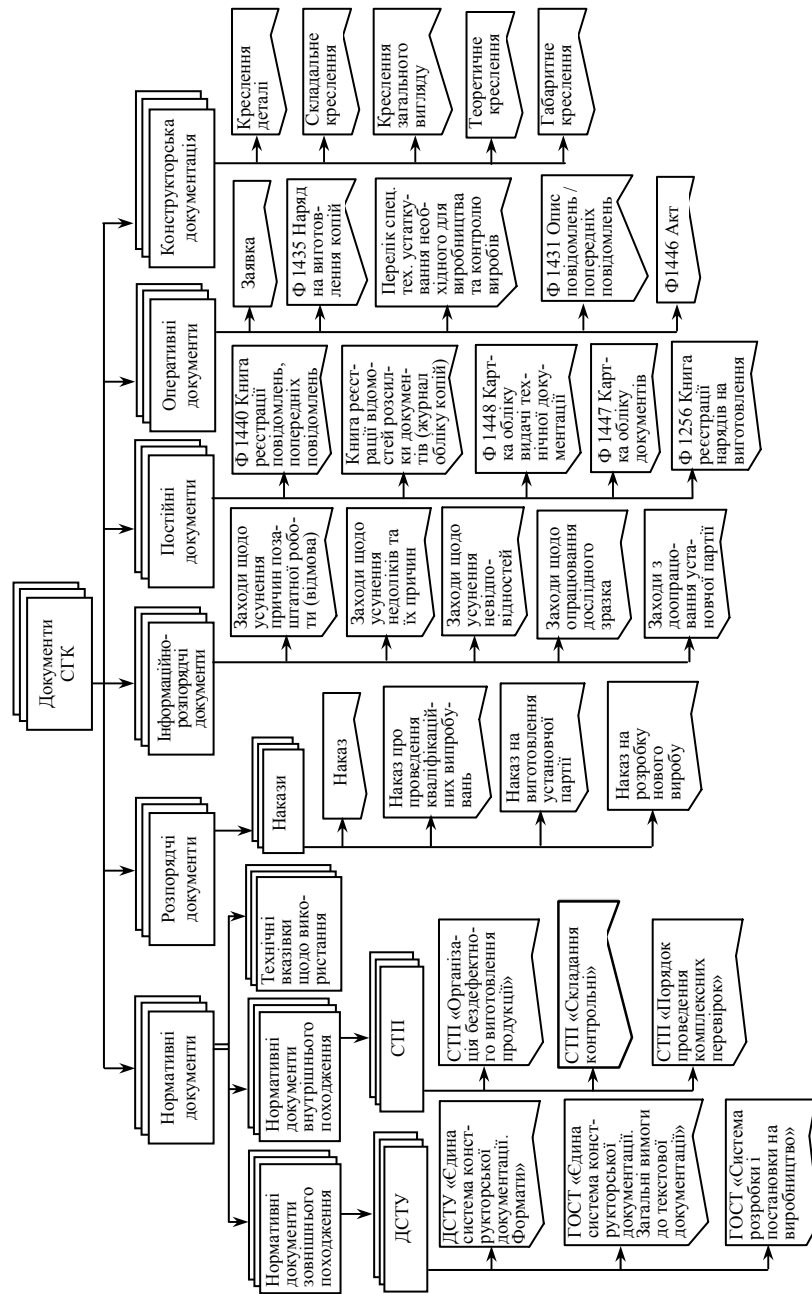 Документи
СГК
Нормативні
документи
Розпорядчі
документи
Інформаційно-
розпорядчі
документи
Постійні
документи
Оперативні
документи
Конструкторська
документація
Нормативні
документи
зовнішнього
походження
Нормативні
документи
внутрішнього
походження
Технічні
вказівки
щодо вико-
ристання
ДСТУ
ДСТУ «Єдина
система конст-
рукторської
документації.
Формати»
ГОСТ «Єдина
система конст-
рукторської
документації.
Загальні вимоги
до текстової
документації»
ГОСТ «Система
розробки і
постановки на
виробництво»
СТП
СТП «Організа-
ція бездефектно-
го виготовлення
продукції»
СТП «Складання
контрольні»
СТП «Порядок
проведення
комплексних
перевірок»
Накази
Наказ
Наказ про
проведення
кваліфікацій-
них випробу-
вань
Наказ на
виготовлення
установчої
партії
Наказ на
розробку
нового
виробу
Заходи щодо
усунення
причин поза-
штатної робо-
ти (відмова)
Заходи щодо
усунення
недоліків та
їх причин
Заходи щодо
усунення
невідпо-
відностей
Заходи щодо
опрацювання
дослідного
зразка
Заходи з
доопрацю-
вання уста-
новчої партії
Ф 1440 Книга
реєстрації
повідомлень,
попередніх
повідомлень
Книга реєст-
рації відомо-
стей розсил-
ки докумен-
тів (журнал
обліку копій)
Ф 1448 Карт-
ка обліку
видачі тех-
нічної доку-
ментації
Ф 1447 Карт-
ка обліку
документів
Ф 1256 Книга
реєстрації
нарядів на
виготовлення
Заявка
Ф 1435 Наряд
на виготов-
лення копій
Перелік спец.
тех. устатку-
вання необ-
хідного для
виробництва
та контролю
виробів
Ф 1431 Опис
повідомлень /
попередніх
повідомлень
Ф1446 Акт
Креслення
деталі
Складальне
креслення
Креслення
загального
вигляду
Теоретичне
креслення
Габаритне
креслення